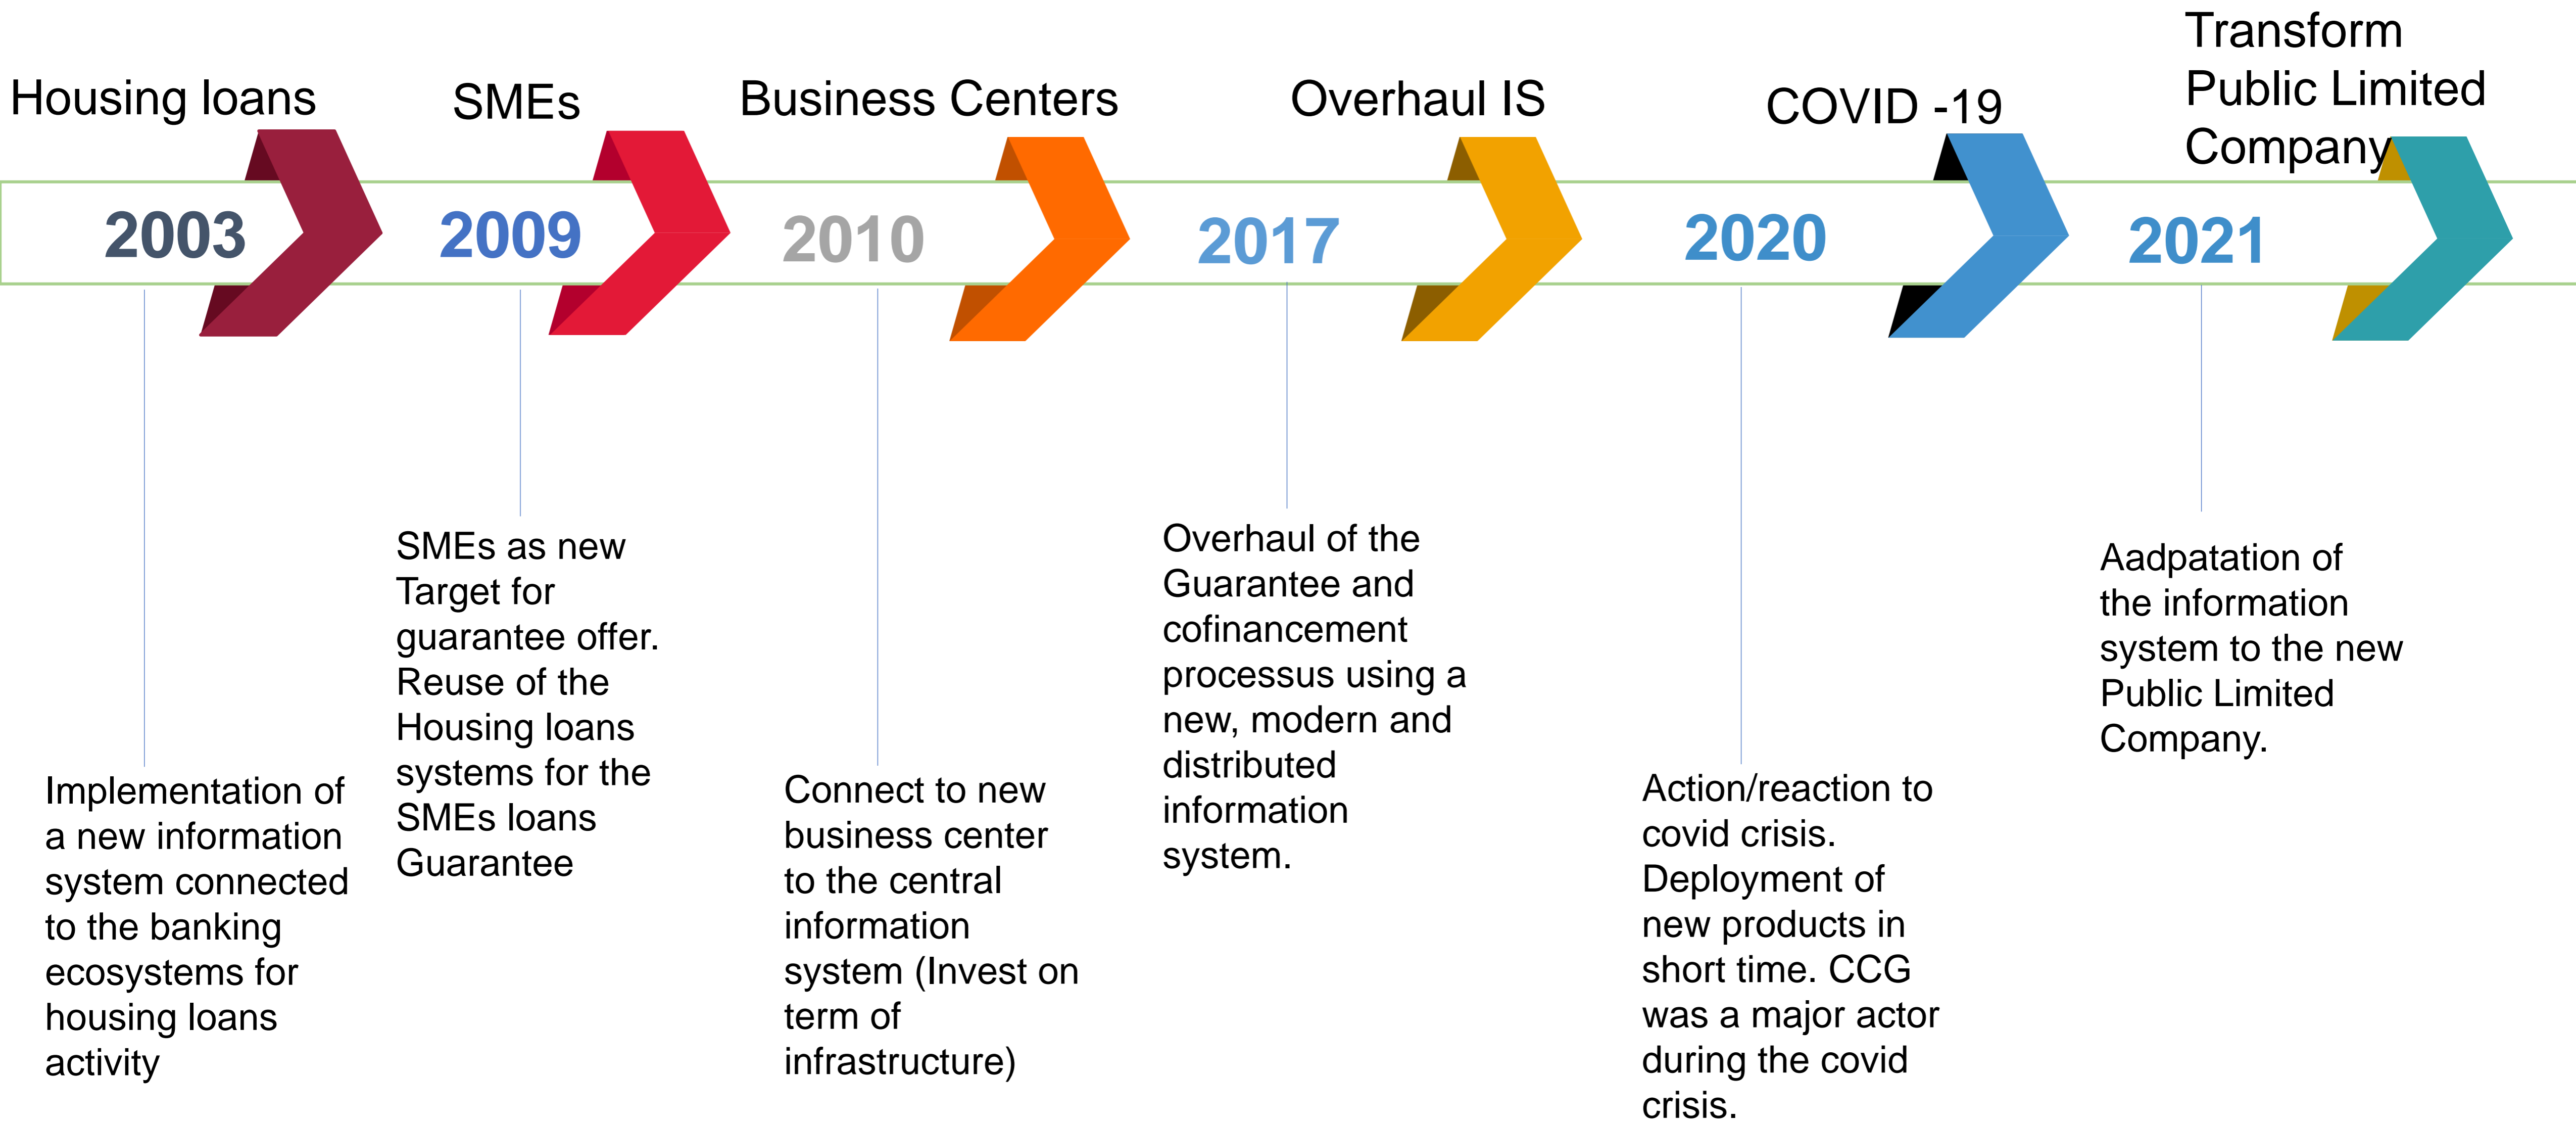 Housing loans
SMEs
Business Centers
Overhaul IS
COVID -19
Transform
Public Limited
Company
2003
2009
2010
2017
2020
2021
Implementation of
a new information
system connected
to the banking
ecosystems for
housing loans
activity
SMEs as new
Target for
guarantee offer.
Reuse of the
Housing loans
systems for the
SMEs loans
Guarantee
Connect to new
business center
to the central
information
system (Invest on
term of
infrastructure)
Overhaul of the
Guarantee and
cofinancement
processus using a
new, modern and
distributed
information
system.
Action/reaction to
covid crisis.
Deployment of
new products in
short time. CCG
was a major actor
during the covid
crisis.
Aadpatation of
the information
system to the new
Public Limited
Company.